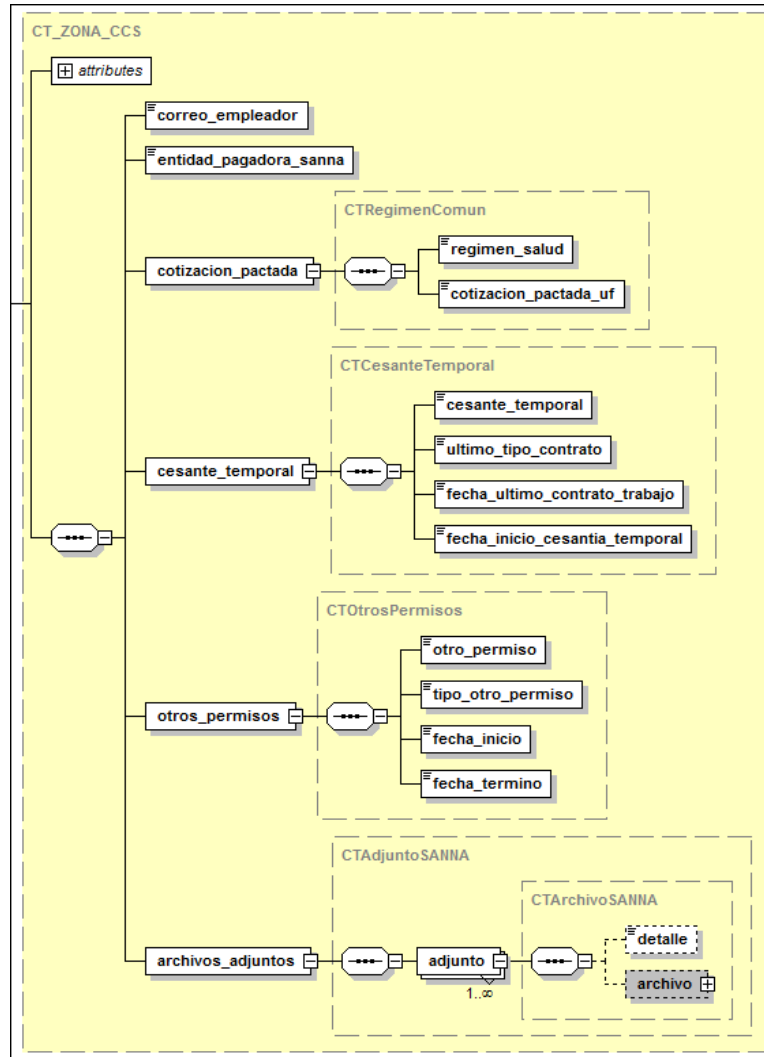 CT_ZONA_CCS
attributes
correo_empleador
entidad_pagadora_sanna
CTRegimenComun
regimen_salud
cotizacion_pactada
cotizacion_pactada_uf
CTCesanteTemporal
cesante_temporal
ultimo_tipo_contrato
cesante_temporal
fecha_ultimo_contrato_trabajo
fecha_inicio_cesantia_temporal
CTOtrosPermisos
otro_permiso
tipo_otro_permiso
otros_permisos
fecha_inicio
fecha_termino
CTAdjuntoSANNA
CTArchivoSANNA
detalle
archivos_adjuntos
adjunto
archivo
1..∞